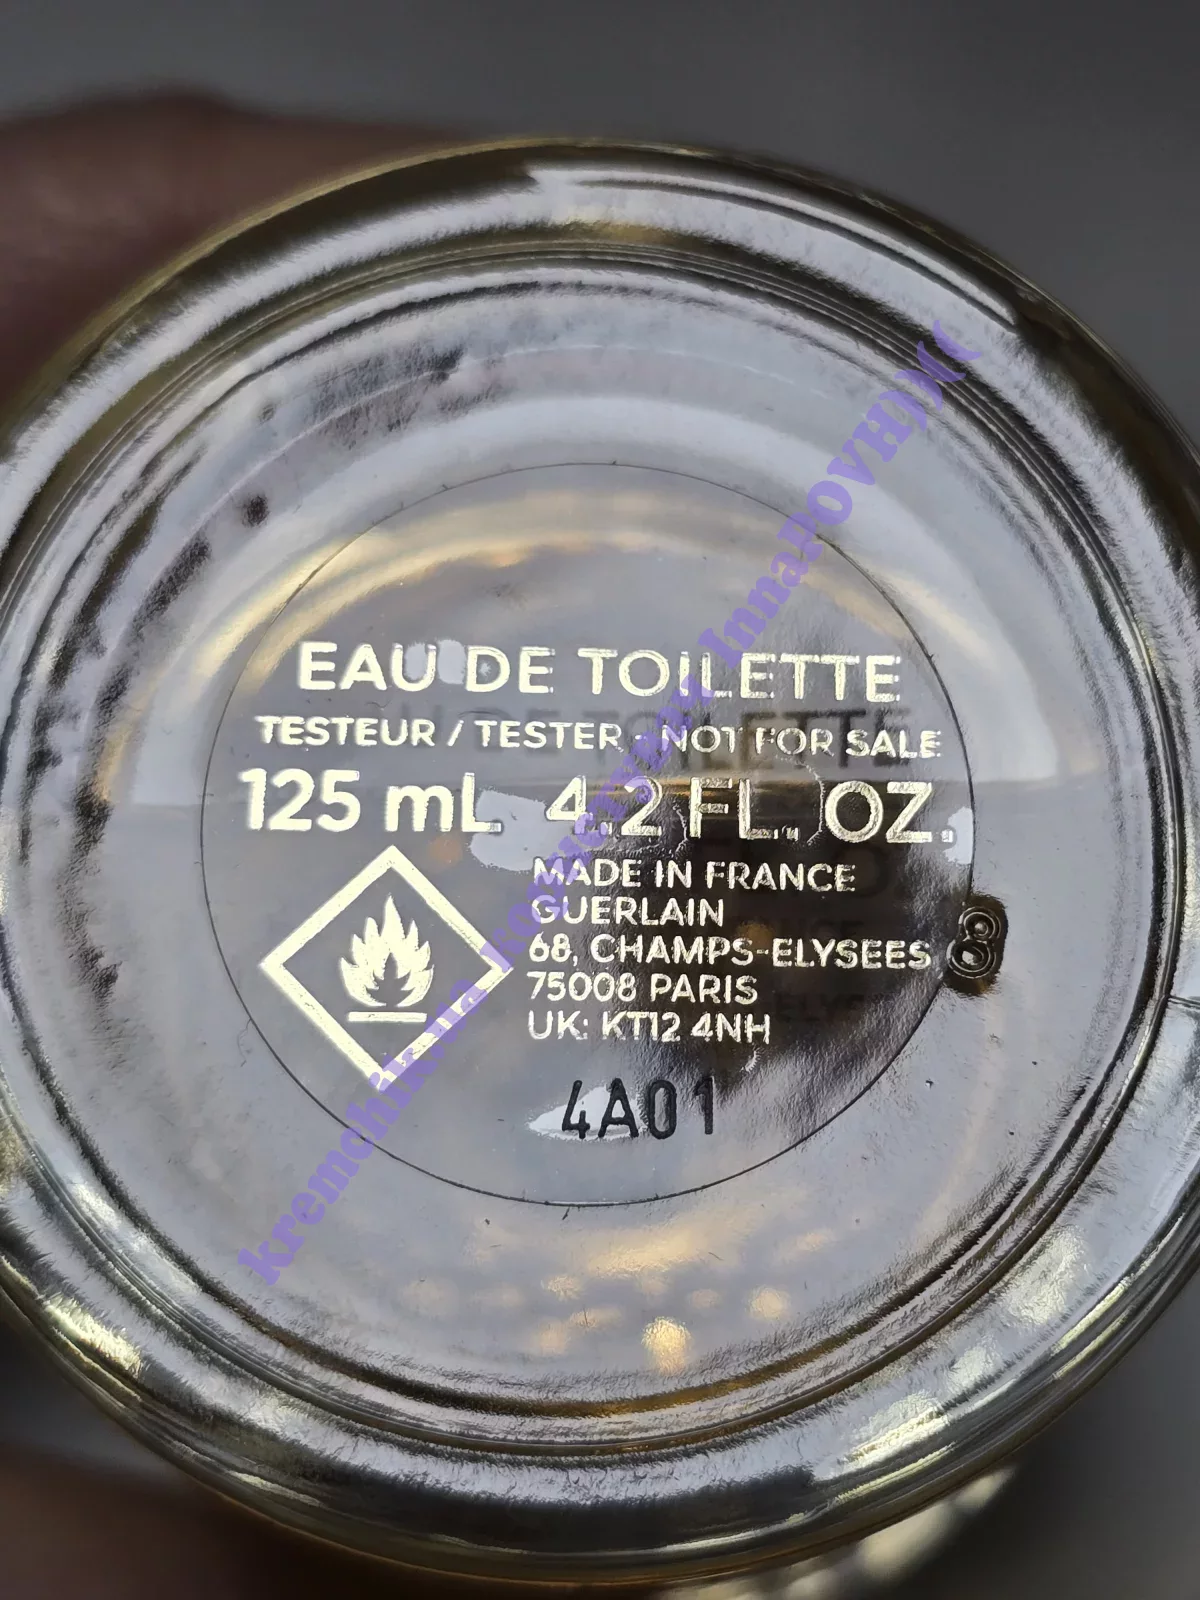 EAU DE TOILETTE
TESTEUR / TESTER - NOT FOR SALE
125 mL 4.2 FL. OZ.
MADE IN FRANCE
GUERLAIN
68, CHAMPS-ELYSEES
75008 PARIS
UK: KT12 4NH
4A01
8